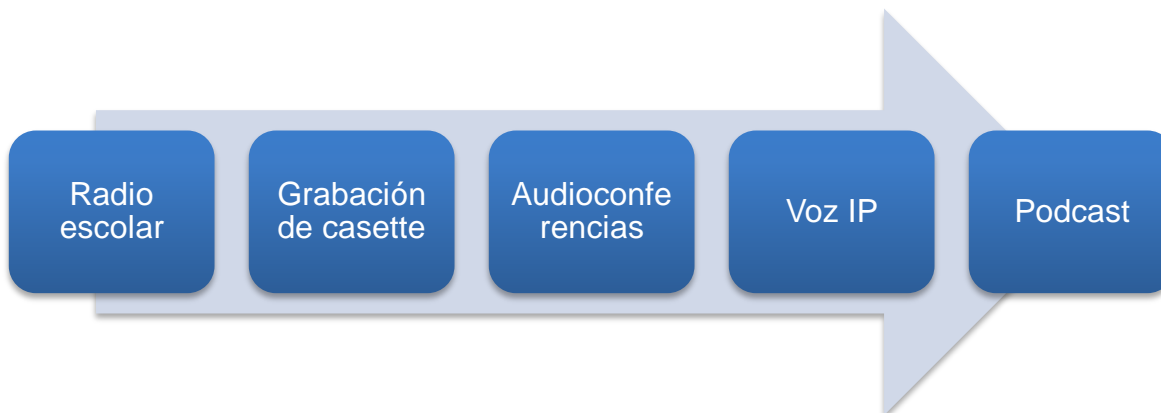 Radio
escolar
Grabación
de casette
Audioconfe
rencias
Voz IP
Podcast